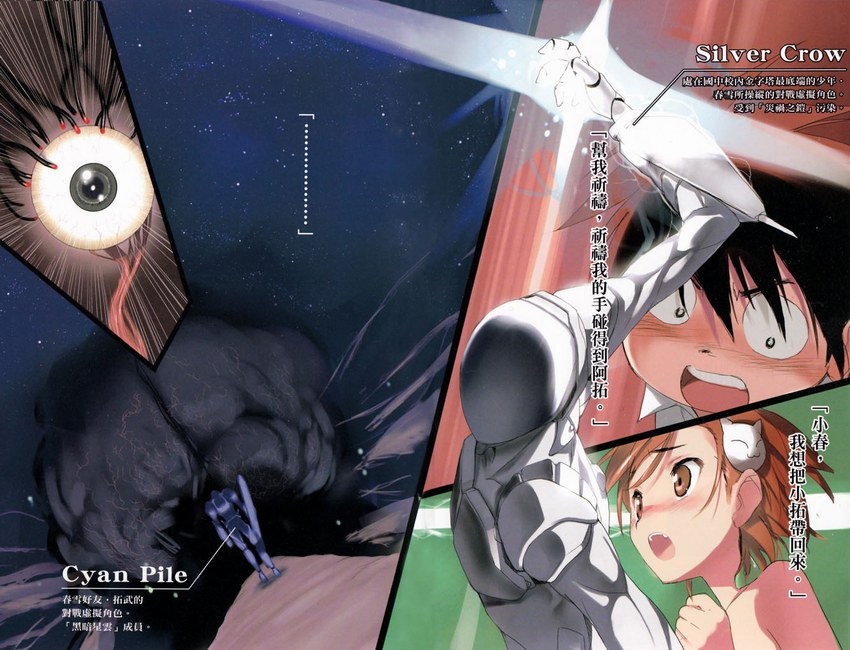 Silver Crow
處在國中校內金字塔最底端的少年，
春雪所操縱的對戰虛擬角色。
受到「災禍之鎧」污染。
「幫我祈禱，祈禱我的手碰得到阿拓。」
「小春，
我想把小拓帶回來。」
「⋯⋯⋯⋯⋯⋯」
Cyan Pile
春雪好友，拓武的
對戰虛擬角色。
「黑暗星雲」成員。